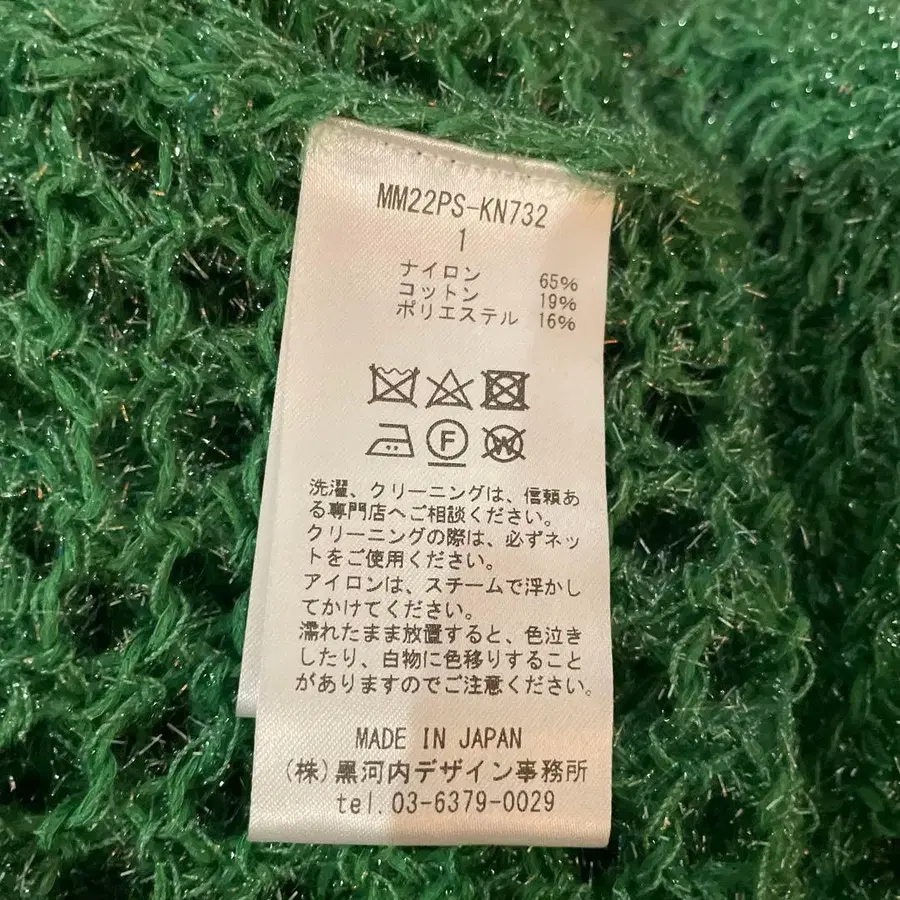 MM22PS-KN732
1
ナイロン 65%
コットン 19%
ポリエステル 16%
F
W
洗濯、クリーニングは、信頼あ
る専門店へご相談ください。
クリーニングの際は、必ずネッ
トをご使用ください。
アイロンは、スチームで浮かし
てかけてください。
濡れたまま放置すると、色泣き
したり、白物に色移りすること
がありますのでご注意ください。
MADE IN JAPAN
(株)黒河内デザイン事務所
tel.03-6379-0029